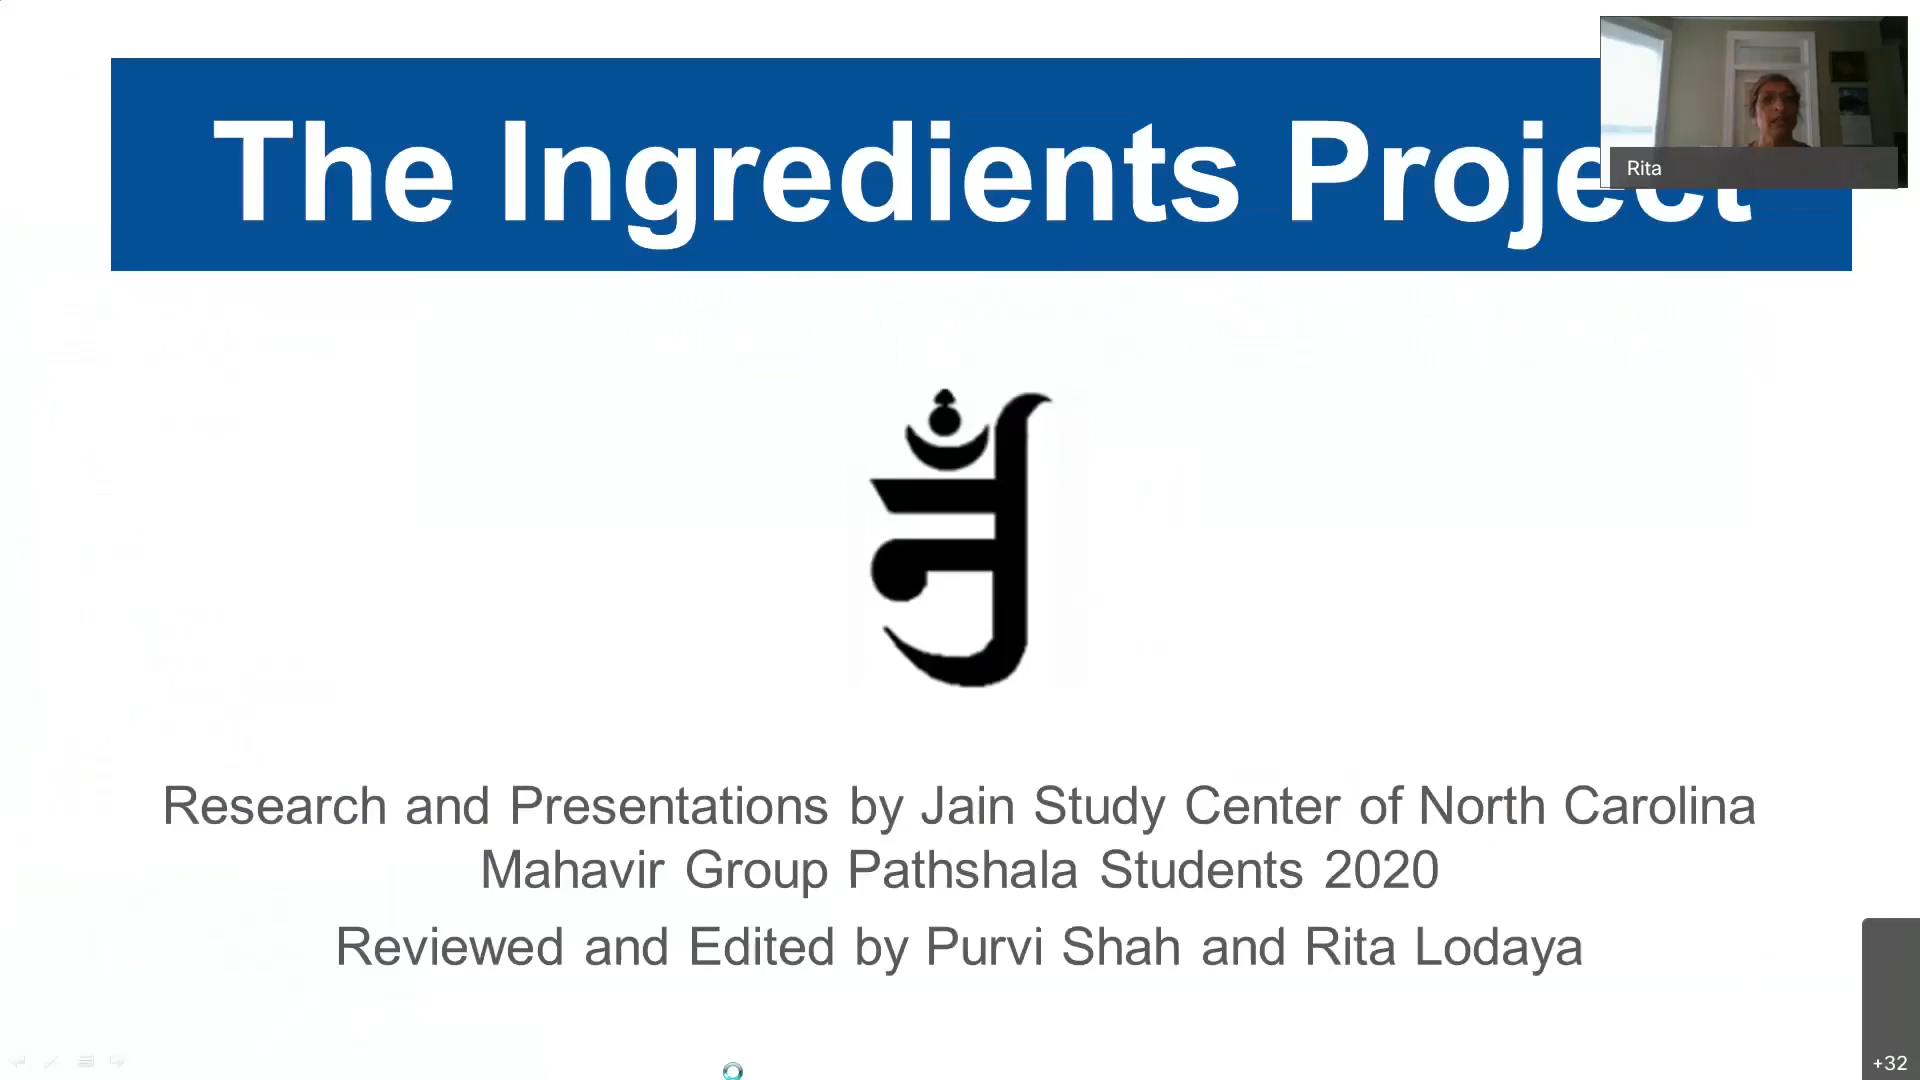 The Ingredients Project
Rita
ॐ
Research and Presentations by Jain Study Center of North Carolina
Mahavir Group Pathshala Students 2020
Reviewed and Edited by Purvi Shah and Rita Lodaya
+32